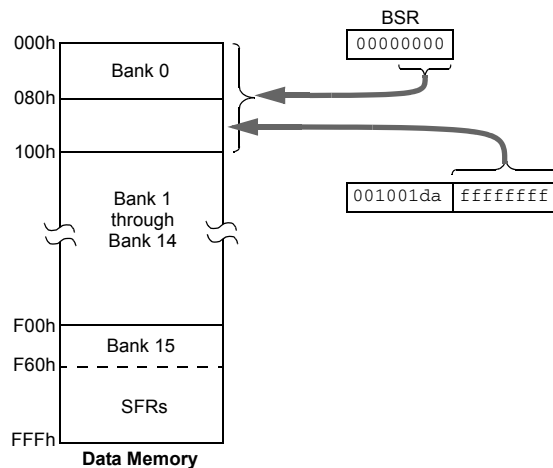 BSR
00000000
000h
Bank 0
080h
100h
001001da ffffffff
Bank 1
through
Bank 14
F00h
Bank 15
F60h
SFRs
FFFh
Data Memory